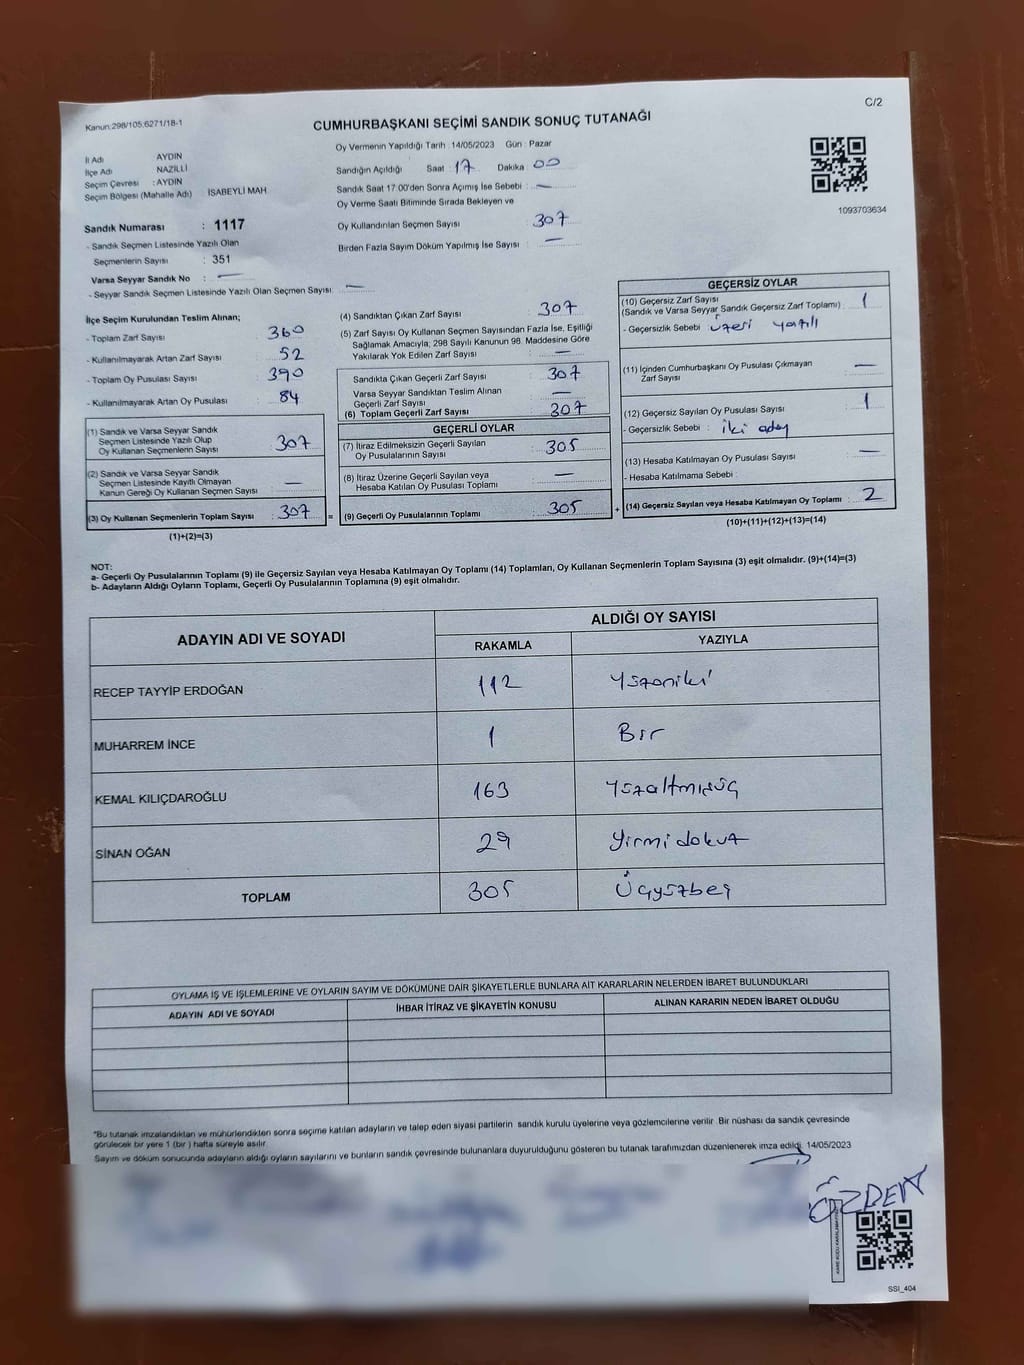 C/2
Kanun:298/105;6271/18-1
CUMHURBAŞKANI SEÇİMİ SANDIK SONUÇ TUTANAĞI
İl Adı AYDIN
İlçe Adı NAZİLLİ
Seçim Çevresi : AYDIN
Seçim Bölgesi (Mahalle Adı) İSABEYLİ MAH
Sandık Numarası : 1117
- Sandık Seçmen Listesinde Yazılı Olan
Seçmenlerin Sayısı : 351
Varsa Seyyar Sandık No : —
- Seyyar Sandık Seçmen Listesinde Yazılı Olan Seçmen Sayısı: —
Oy Vermenin Yapıldığı Tarih : 14/05/2023 Gün : Pazar
Sandığın Açıldığı Saat : 17 Dakika : 00
Sandık Saat 17.00'den Sonra Açımış İse Sebebi : —
Oy Verme Saati Bitiminde Sırada Bekleyen ve
Oy Kullandırılan Seçmen Sayısı : 307
Birden Fazla Sayım Döküm Yapılmış İse Sayısı : —
1093703634
İlçe Seçim Kurulundan Teslim Alınan;
- Toplam Zarf Sayısı : 360
- Kullanılmayarak Artan Zarf Sayısı : 52
- Toplam Oy Pusulası Sayısı : 390
- Kullanılmayarak Artan Oy Pusulası : 84
(1) Sandık ve Varsa Seyyar Sandık
Seçmen Listesinde Yazılı Olup
Oy Kullanan Seçmenlerin Sayısı : 307
(2) Sandık ve Varsa Seyyar Sandık
Seçmen Listesinde Kayıtlı Olmayan
Kanun Gereği Oy Kullanan Seçmen Sayısı : —
(3) Oy Kullanan Seçmenlerin Toplam Sayısı : 307 =
(1)+(2)=(3)
(4) Sandıktan Çıkan Zarf Sayısı : 307
(5) Zarf Sayısı Oy Kullanan Seçmen Sayısından Fazla İse, Eşitliği
Sağlamak Amacıyla; 298 Sayılı Kanunun 98. Maddesine Göre
Yakılarak Yok Edilen Zarf Sayısı : —
Sandıkta Çıkan Geçerli Zarf Sayısı : 307
Varsa Seyyar Sandıktan Teslim Alınan
Geçerli Zarf Sayısı : —
(6) Toplam Geçerli Zarf Sayısı : 307
GEÇERLİ OYLAR
(7) İtiraz Edilmeksizin Geçerli Sayılan
Oy Pusulalarının Sayısı : 305
(8) İtiraz Üzerine Geçerli Sayılan veya
Hesaba Katılan Oy Pusulası Toplamı : —
(9) Geçerli Oy Pusulalarının Toplamı : 305 +
GEÇERSİZ OYLAR
(10) Geçersiz Zarf Sayısı
(Sandık ve Varsa Seyyar Sandık Geçersiz Zarf Toplamı) : 1
- Geçersizlik Sebebi : üzeri yazılı
(11) İçinden Cumhurbaşkanı Oy Pusulası Çıkmayan
Zarf Sayısı : —
(12) Geçersiz Sayılan Oy Pusulası Sayısı : 1
- Geçersizlik Sebebi : iki aday
(13) Hesaba Katılmayan Oy Pusulası Sayısı : —
- Hesaba Katılmama Sebebi :
(14) Geçersiz Sayılan veya Hesaba Katılmayan Oy Toplamı : 2
(10)+(11)+(12)+(13)=(14)
NOT:
a- Geçerli Oy Pusulalarının Toplamı (9) ile Geçersiz Sayılan veya Hesaba Katılmayan Oy Toplamı (14) Toplamları, Oy Kullanan Seçmenlerin Toplam Sayısına (3) eşit olmalıdır. (9)+(14)=(3)
b- Adayların Aldığı Oyların Toplamı, Geçerli Oy Pusulalarının Toplamına (9) eşit olmalıdır.
ADAYIN ADI VE SOYADI ALDIĞI OY SAYISI
RAKAMLA YAZIYLA
RECEP TAYYİP ERDOĞAN 112 Yüzoniki
MUHARREM İNCE 1 Bir
KEMAL KILIÇDAROĞLU 163 Yüzaltmışüç
SİNAN OĞAN 29 Yirmidokuz
TOPLAM 305 Üçyüzbeş
OYLAMA İŞ VE İŞLEMLERİNE VE OYLARIN SAYIM VE DÖKÜMÜNE DAİR ŞİKAYETLERLE BUNLARA AİT KARARLARIN NELERDEN İBARET BULUNDUKLARI
ADAYIN ADI VE SOYADI İHBAR İTİRAZ VE ŞİKAYETİN KONUSU ALINAN KARARIN NEDEN İBARET OLDUĞU
"Bu tutanak imzalandıktan ve mühürlendikten sonra seçime katılan adayların ve talep eden siyasi partilerin sandık kurulu üyelerine veya gözlemcilerine verilir. Bir nüshası da sandık çevresinde
görülecek bir yere 1 (bir ) hafta süreyle asılır.
Sayım ve döküm sonucunda adayların aldığı oyların sayılarını ve bunların sandık çevresinde bulunanlara duyurulduğunu gösteren bu tutanak tarafımızdan düzenlenerek imza edildi. 14/05/2023
ÖZDEN
SSI_404